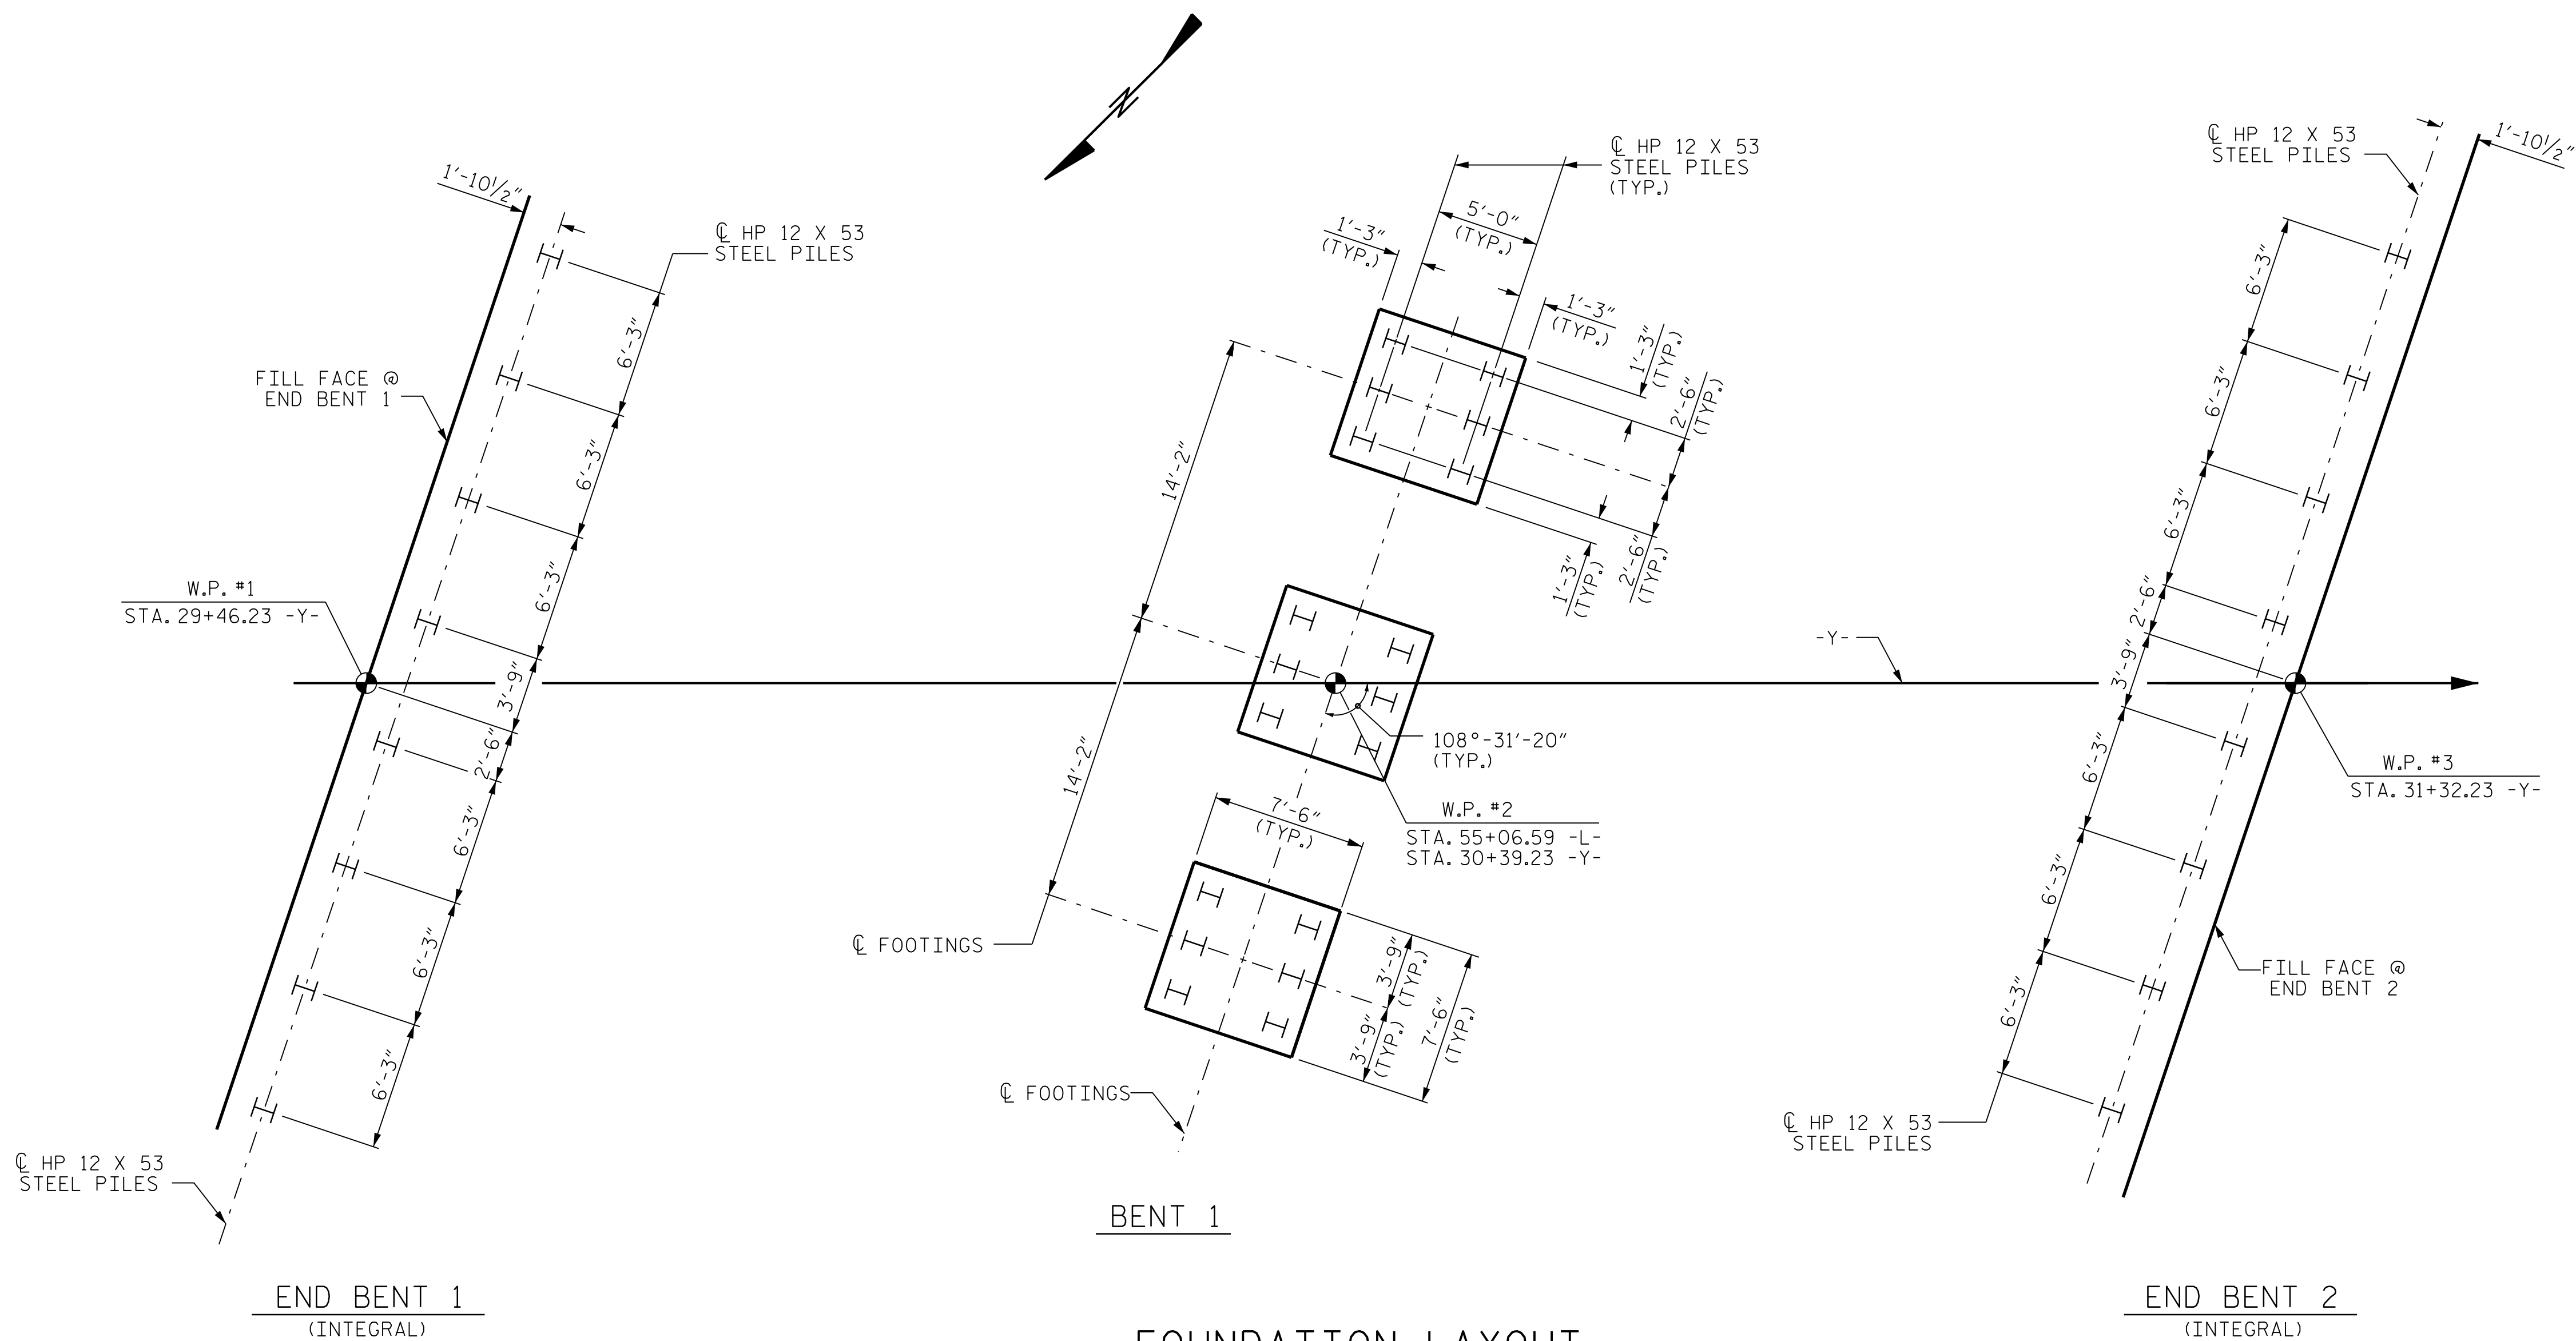 1'-10½"
℄ HP 12 X 53
STEEL PILES
6'-3"
6'-3"
6'-3"
3'-9"
2'-6"
6'-3"
6'-3"
6'-3"
FILL FACE @
END BENT 1
W.P. #1
STA. 29+46.23 -Y-
℄ HP 12 X 53
STEEL PILES
END BENT 1
(INTEGRAL)
N
℄ HP 12 X 53
STEEL PILES
(TYP.)
5'-0"
(TYP.)
1'-3"
(TYP.)
1'-3"
(TYP.)
1'-3"
(TYP.)
2'-6"
(TYP.)
2'-6"
(TYP.)
1'-3"
(TYP.)
14'-2"
14'-2"
108°-31'-20"
(TYP.)
W.P. #2
STA. 55+06.59 -L-
STA. 30+39.23 -Y-
7'-6"
(TYP.)
3'-9"
(TYP.)
3'-9"
(TYP.)
7'-6"
(TYP.)
℄ FOOTINGS
℄ FOOTINGS
BENT 1
-Y-
℄ HP 12 X 53
STEEL PILES
1'-10½"
6'-3"
6'-3"
6'-3"
2'-6"
3'-9"
6'-3"
6'-3"
6'-3"
W.P. #3
STA. 31+32.23 -Y-
FILL FACE @
END BENT 2
℄ HP 12 X 53
STEEL PILES
END BENT 2
(INTEGRAL)
FOUNDATION LAYOUT